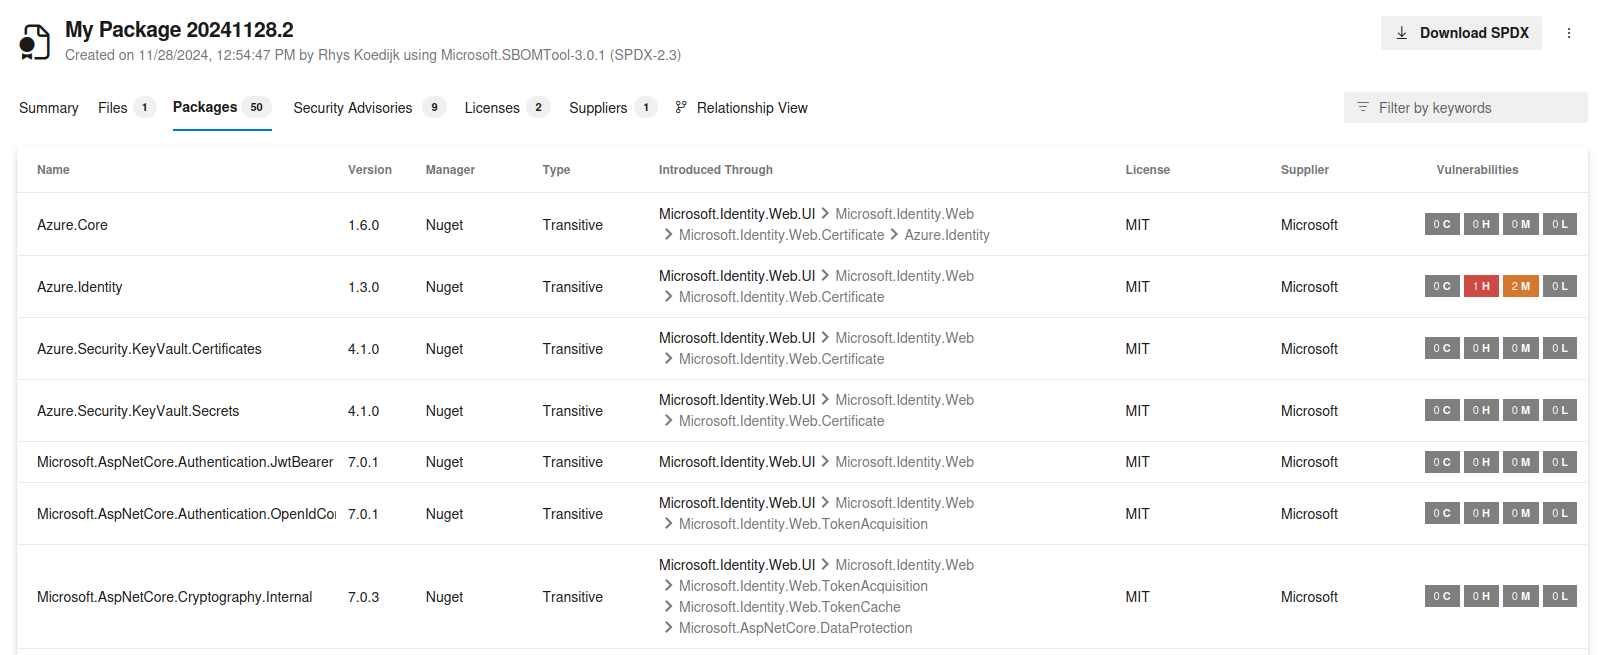 My Package 20241128.2
Created on 11/28/2024, 12:54:47 PM by Rhys Koedijk using Microsoft.SBOMTool-3.0.1 (SPDX-2.3)
Download SPDX
Summary Files 1 Packages 50 Security Advisories 9 Licenses 2 Suppliers 1 Relationship View
Filter by keywords
Name Version Manager Type Introduced Through License Supplier Vulnerabilities
Microsoft.Identity.Web.UI > Microsoft.Identity.Web
Azure.Core 1.6.0 Nuget Transitive MIT Microsoft 0 C 0 H 0 M 0 L
> Microsoft.Identity.Web.Certificate > Azure.Identity
Microsoft.Identity.Web.UI > Microsoft.Identity.Web
Azure.Identity 1.3.0 Nuget Transitive MIT Microsoft 0 C 1 H 2 M 0 L
> Microsoft.Identity.Web.Certificate
Microsoft.Identity.Web.UI > Microsoft.Identity.Web
Azure.Security.KeyVault.Certificates 4.1.0 Nuget Transitive MIT Microsoft 0 C 0 H 0 M 0 L
> Microsoft.Identity.Web.Certificate
Microsoft.Identity.Web.UI > Microsoft.Identity.Web
Azure.Security.KeyVault.Secrets 4.1.0 Nuget Transitive MIT Microsoft 0 C 0 H 0 M 0 L
> Microsoft.Identity.Web.Certificate
Microsoft.AspNetCore.Authentication.JwtBearer 7.0.1 Nuget Transitive Microsoft.Identity.Web.UI > Microsoft.Identity.Web MIT Microsoft 0 C 0 H 0 M 0 L
Microsoft.Identity.Web.UI > Microsoft.Identity.Web
Microsoft.AspNetCore.Authentication.OpenIdCo 7.0.1 Nuget Transitive MIT Microsoft 0 C 0 H 0 M 0 L
> Microsoft.Identity.Web.TokenAcquisition
Microsoft.Identity.Web.UI > Microsoft.Identity.Web
> Microsoft.Identity.Web.TokenAcquisition
Microsoft.AspNetCore.Cryptography.Internal 7.0.3 Nuget Transitive MIT Microsoft 0 C 0 H 0 M 0 L
> Microsoft.Identity.Web.TokenCache
> Microsoft.AspNetCore.DataProtection